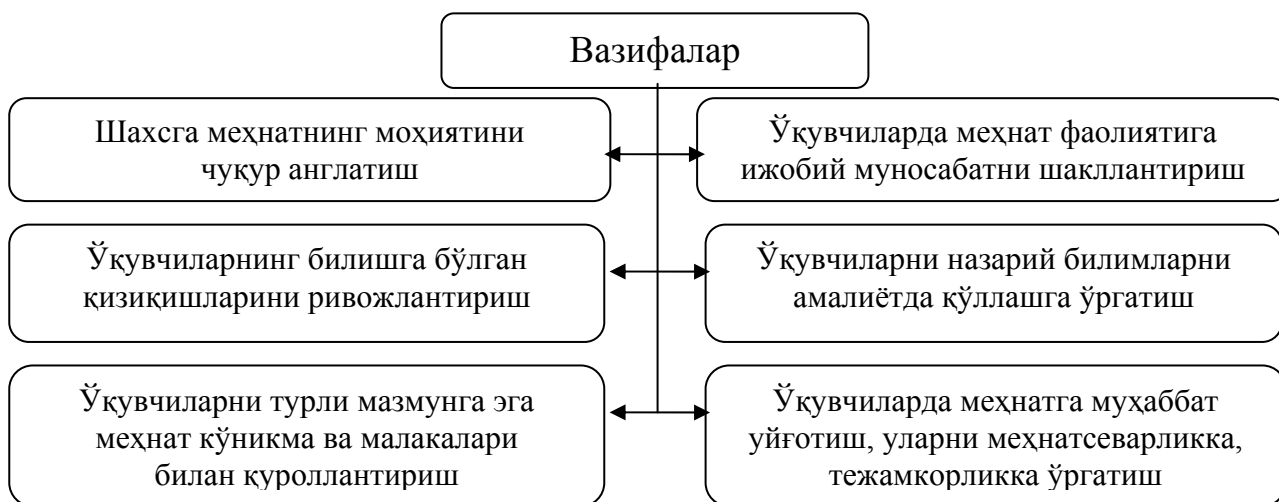 Вазифалар
Шахсга меҳнатнинг моҳиятини
чуқур англатиш
Ўқувчиларда меҳнат фаолиятига
ижобий муносабатни шакллантириш
Ўқувчиларнинг билишга бўлган
қизиқишларини ривожлантириш
Ўқувчиларни назарий билимларни
амалиётда қўллашга ўргатиш
Ўқувчиларни турли мазмунга эга
меҳнат кўникма ва малакалари
билан қуроллантириш
Ўқувчиларда меҳнатга муҳаббат
уйғотиш, уларни меҳнатсеварликка,
тежамкорликка ўргатиш